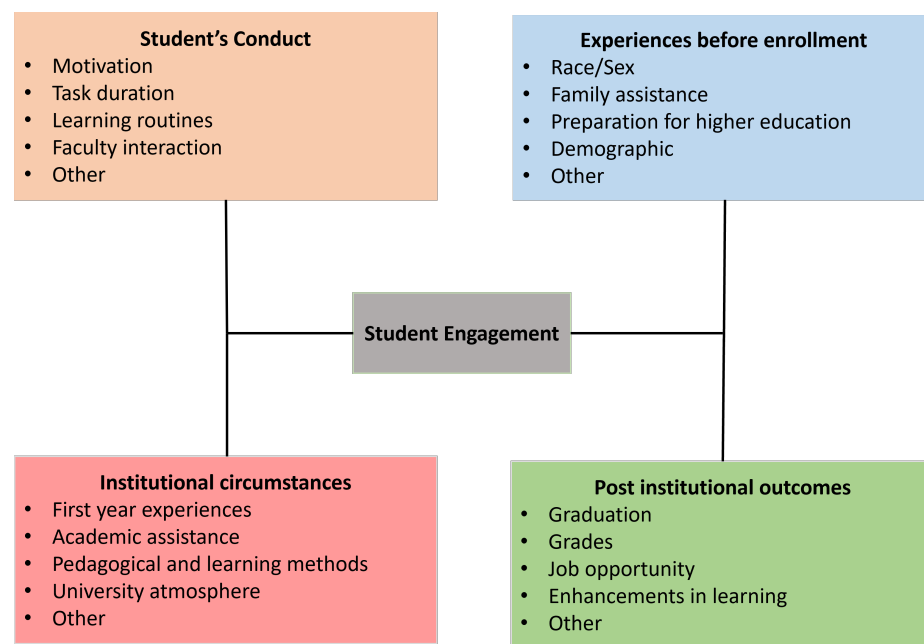 Student’s Conduct
• Motivation
• Task duration
• Learning routines
• Faculty interaction
• Other
Experiences before enrollment
• Race/Sex
• Family assistance
• Preparation for higher education
• Demographic
• Other
Student Engagement
Institutional circumstances
• First year experiences
• Academic assistance
• Pedagogical and learning methods
• University atmosphere
• Other
Post institutional outcomes
• Graduation
• Grades
• Job opportunity
• Enhancements in learning
• Other